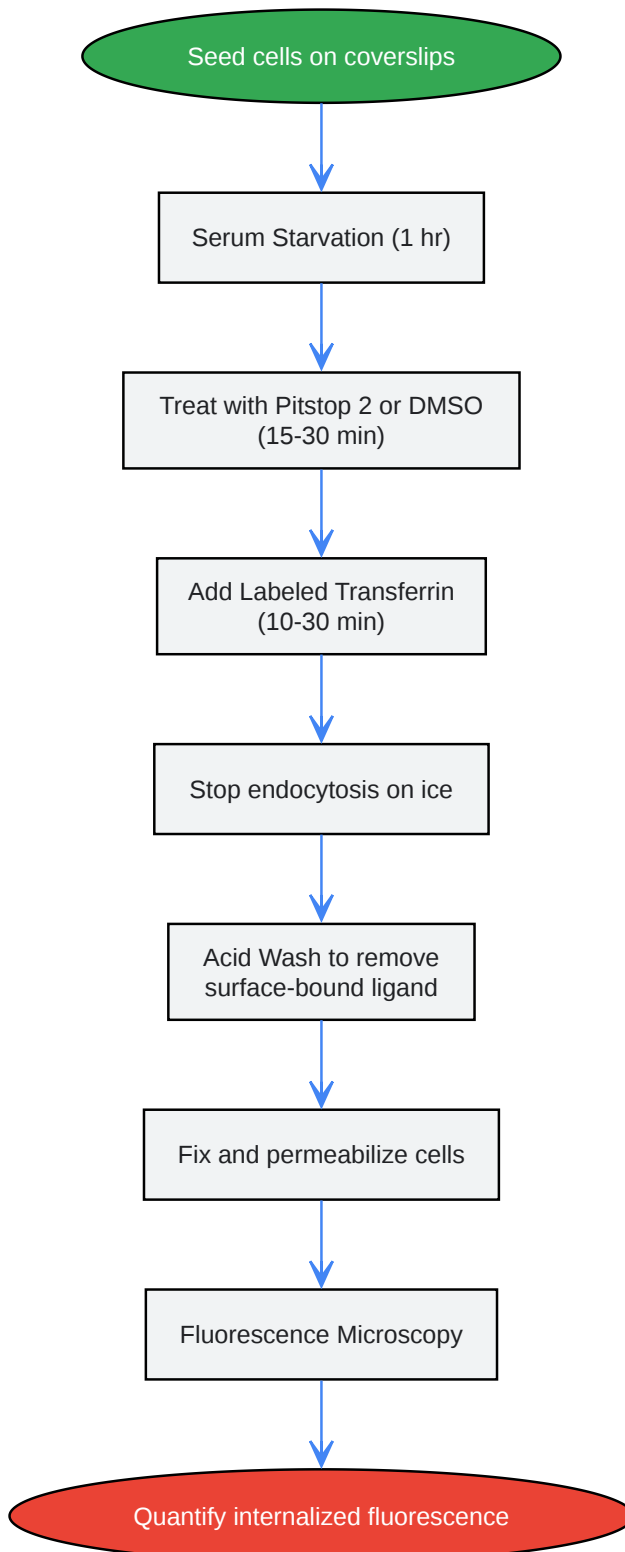 Seed cells on coverslips
Serum Starvation (1 hr)
Treat with Pitstop 2 or DMSO
(15-30 min)
Add Labeled Transferrin
(10-30 min)
Stop endocytosis on ice
Acid Wash to remove
surface-bound ligand
Fix and permeabilize cells
Fluorescence Microscopy
Quantify internalized fluorescence